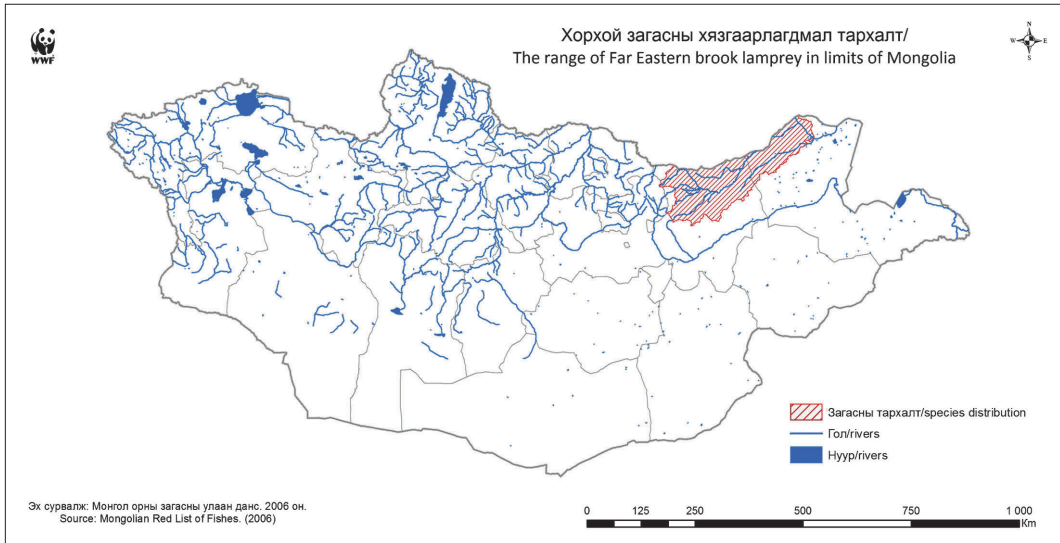 WWF
Хорхой загасны хязгаарлагдмал тархалт/
The range of Far Eastern brook lamprey in limits of Mongolia
N
W E
S
Загасны тархалт/species distribution
Гол/rivers
Нуур/rivers
Эх сурвалж: Монгол орны загасны улаан данс. 2006 он.
Source: Mongolian Red List of Fishes. (2006)
0 125 250 500 750 1 000
Km